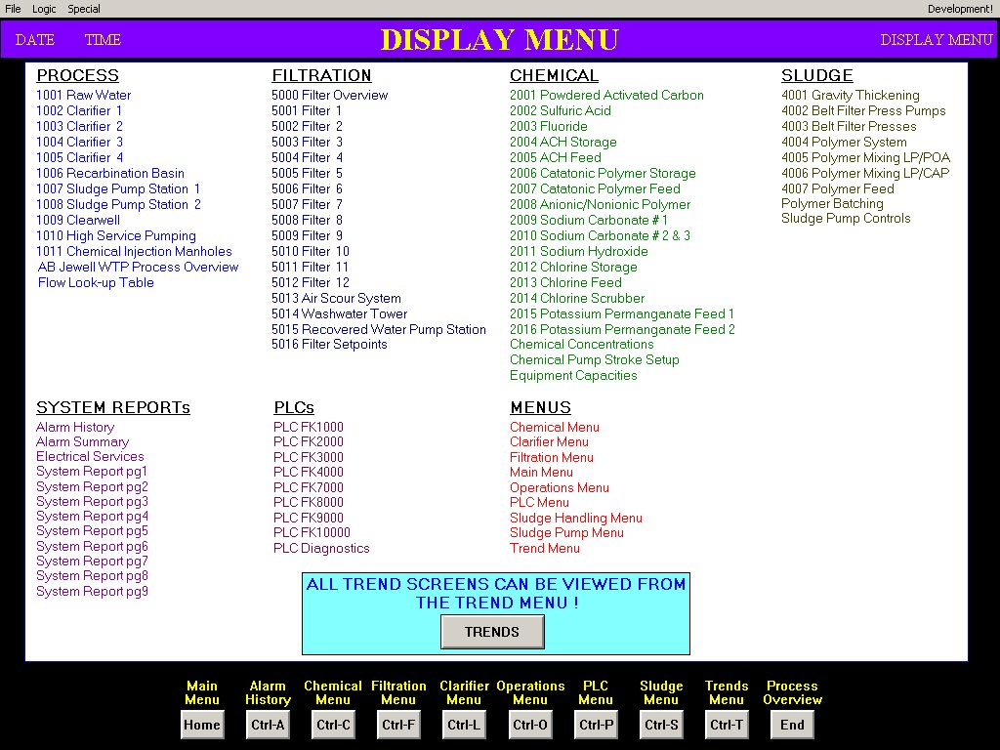 File Logic Special Development!
DATE TIME DISPLAY MENU DISPLAY MENU
PROCESS
1001 Raw Water
1002 Clarifier 1
1003 Clarifier 2
1004 Clarifier 3
1005 Clarifier 4
1006 Recarbination Basin
1007 Sludge Pump Station 1
1008 Sludge Pump Station 2
1009 Clearwell
1010 High Service Pumping
1011 Chemical Injection Manholes
AB Jewell WTP Process Overview
Flow Look-up Table
FILTRATION
5000 Filter Overview
5001 Filter 1
5002 Filter 2
5003 Filter 3
5004 Filter 4
5005 Filter 5
5006 Filter 6
5007 Filter 7
5008 Filter 8
5009 Filter 9
5010 Filter 10
5011 Filter 11
5012 Filter 12
5013 Air Scour System
5014 Washwater Tower
5015 Recovered Water Pump Station
5016 Filter Setpoints
CHEMICAL
2001 Powdered Activated Carbon
2002 Sulfuric Acid
2003 Fluoride
2004 ACH Storage
2005 ACH Feed
2006 Catatonic Polymer Storage
2007 Catatonic Polymer Feed
2008 Anionic/Nonionic Polymer
2009 Sodium Carbonate # 1
2010 Sodium Carbonate # 2 & 3
2011 Sodium Hydroxide
2012 Chlorine Storage
2013 Chlorine Feed
2014 Chlorine Scrubber
2015 Potassium Permanganate Feed 1
2016 Potassium Permanganate Feed 2
Chemical Concentrations
Chemical Pump Stroke Setup
Equipment Capacities
SLUDGE
4001 Gravity Thickening
4002 Belt Filter Press Pumps
4003 Belt Filter Presses
4004 Polymer System
4005 Polymer Mixing LP/POA
4006 Polymer Mixing LP/CAP
4007 Polymer Feed
Polymer Batching
Sludge Pump Controls
SYSTEM REPORTs
Alarm History
Alarm Summary
Electrical Services
System Report pg1
System Report pg2
System Report pg3
System Report pg4
System Report pg5
System Report pg6
System Report pg7
System Report pg8
System Report pg9
PLCs
PLC FK1000
PLC FK2000
PLC FK3000
PLC FK4000
PLC FK7000
PLC FK8000
PLC FK9000
PLC FK10000
PLC Diagnostics
MENUS
Chemical Menu
Clarifier Menu
Filtration Menu
Main Menu
Operations Menu
PLC Menu
Sludge Handling Menu
Sludge Pump Menu
Trend Menu
ALL TREND SCREENS CAN BE VIEWED FROM
THE TREND MENU !
TRENDS
Main Alarm Chemical Filtration Clarifier Operations PLC Sludge Trends Process
Menu History Menu Menu Menu Menu Menu Menu Menu Overview
Home Ctrl-A Ctrl-C Ctrl-F Ctrl-L Ctrl-O Ctrl-P Ctrl-S Ctrl-T End